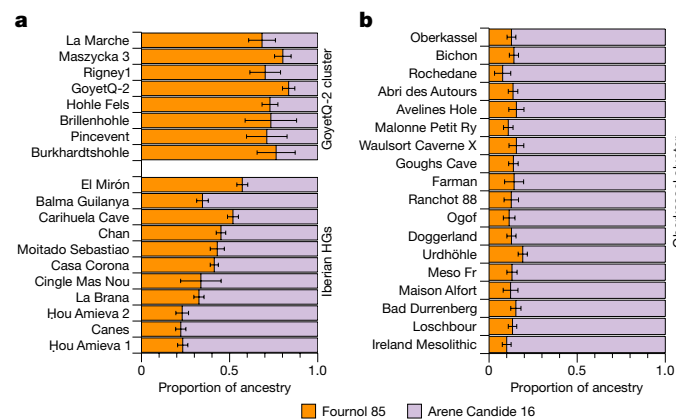 a
La Marche
Maszycka 3
Rigney1
GoyetQ-2
Hohle Fels
Brillenhohle
Pincevent
Burkhardtshohle
GoyetQ-2 cluster
El Mirón
Balma Guilanya
Carihuela Cave
Chan
Moitado Sebastiao
Casa Corona
Cingle Mas Nou
La Brana
Hou Amieva 2
Canes
Ḥou Amieva 1
Iberian HGs
0
0.5
1.0
Proportion of ancestry
b
Oberkassel
Bichon
Rochedane
Abri des Autours
Avelines Hole
Malonne Petit Ry
Waulsort Caverne X
Goughs Cave
Farman
Ranchot 88
Ogof
Doggerland
Urdhöhle
Meso Fr
Maison Alfort
Bad Durrenberg
Loschbour
Ireland Mesolithic
0
0.5
1.0
Proportion of ancestry
Fournol 85
Arene Candide 16